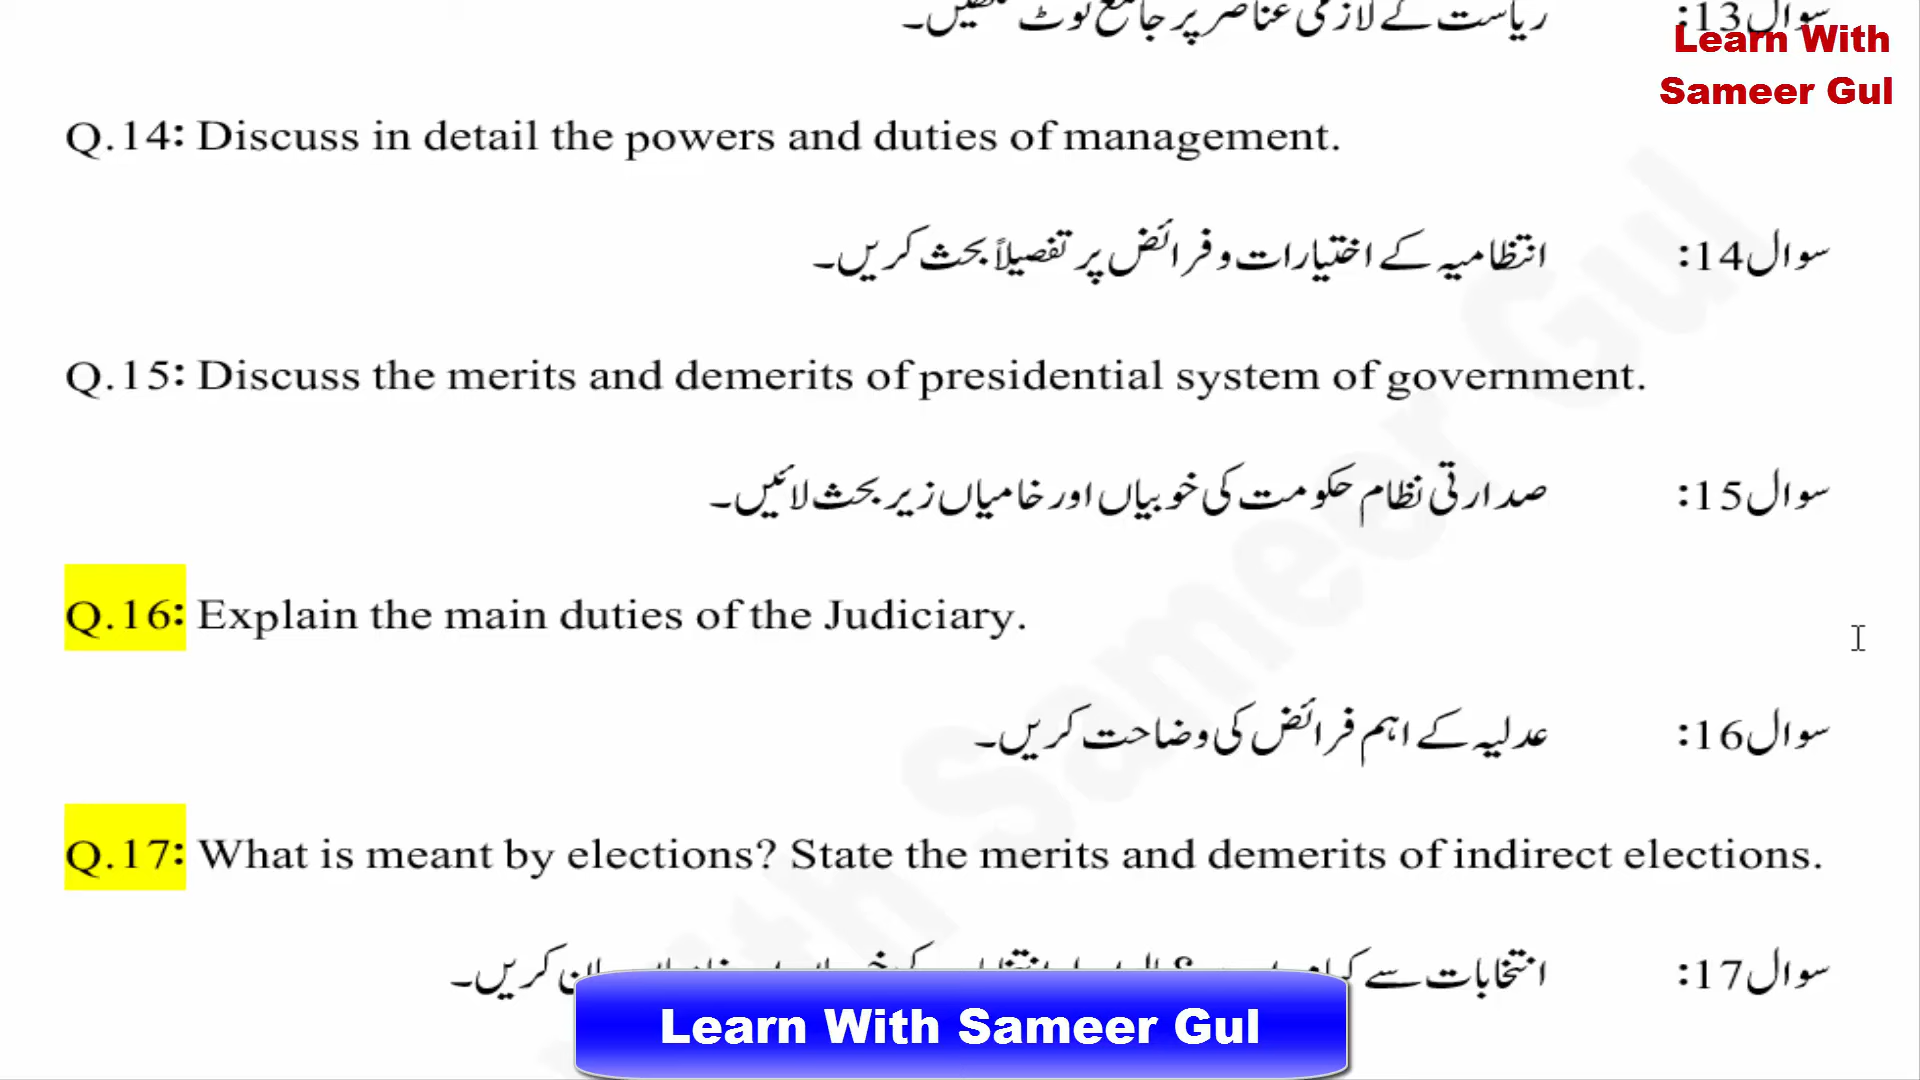 سوال 13: ریاست کے لازمی عناصر پر جامع نوٹ لکھیں۔
Learn With
Sameer Gul
Q.14: Discuss in detail the powers and duties of management.
سوال 14: انتظامیہ کے اختیارات و فرائض پر تفصیلاً بحث کریں۔
Q.15: Discuss the merits and demerits of presidential system of government.
سوال 15: صدارتی نظام حکومت کی خوبیاں اور خامیاں زیر بحث لائیں۔
Q.16: Explain the main duties of the Judiciary.
سوال 16: عدلیہ کے اہم فرائض کی وضاحت کریں۔
Q.17: What is meant by elections? State the merits and demerits of indirect elections.
سوال 17: انتخابات سے کیا کریں۔
Learn With Sameer Gul